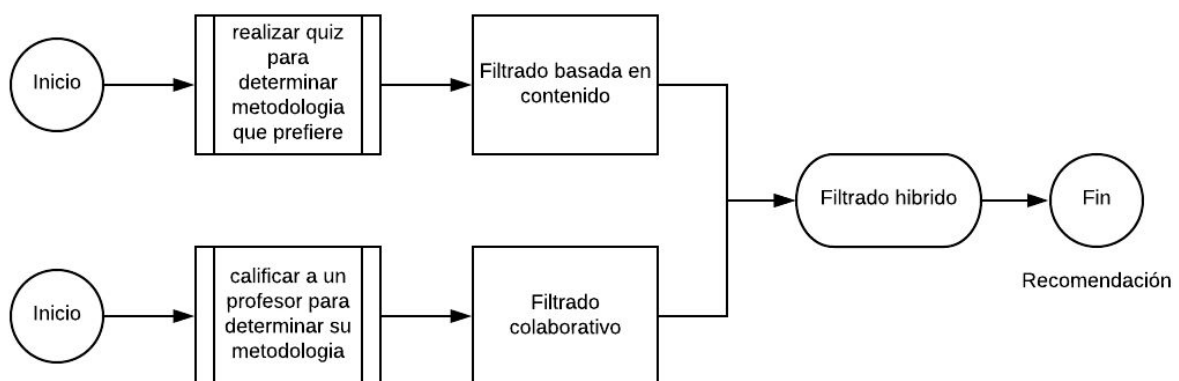 Inicio
realizar quiz
para
determinar
metodologia
que prefiere
Filtrado basada en
contenido
Filtrado hibrido
Fin
Recomendación
Inicio
calificar a un
profesor para
determinar su
metodologia
Filtrado
colaborativo